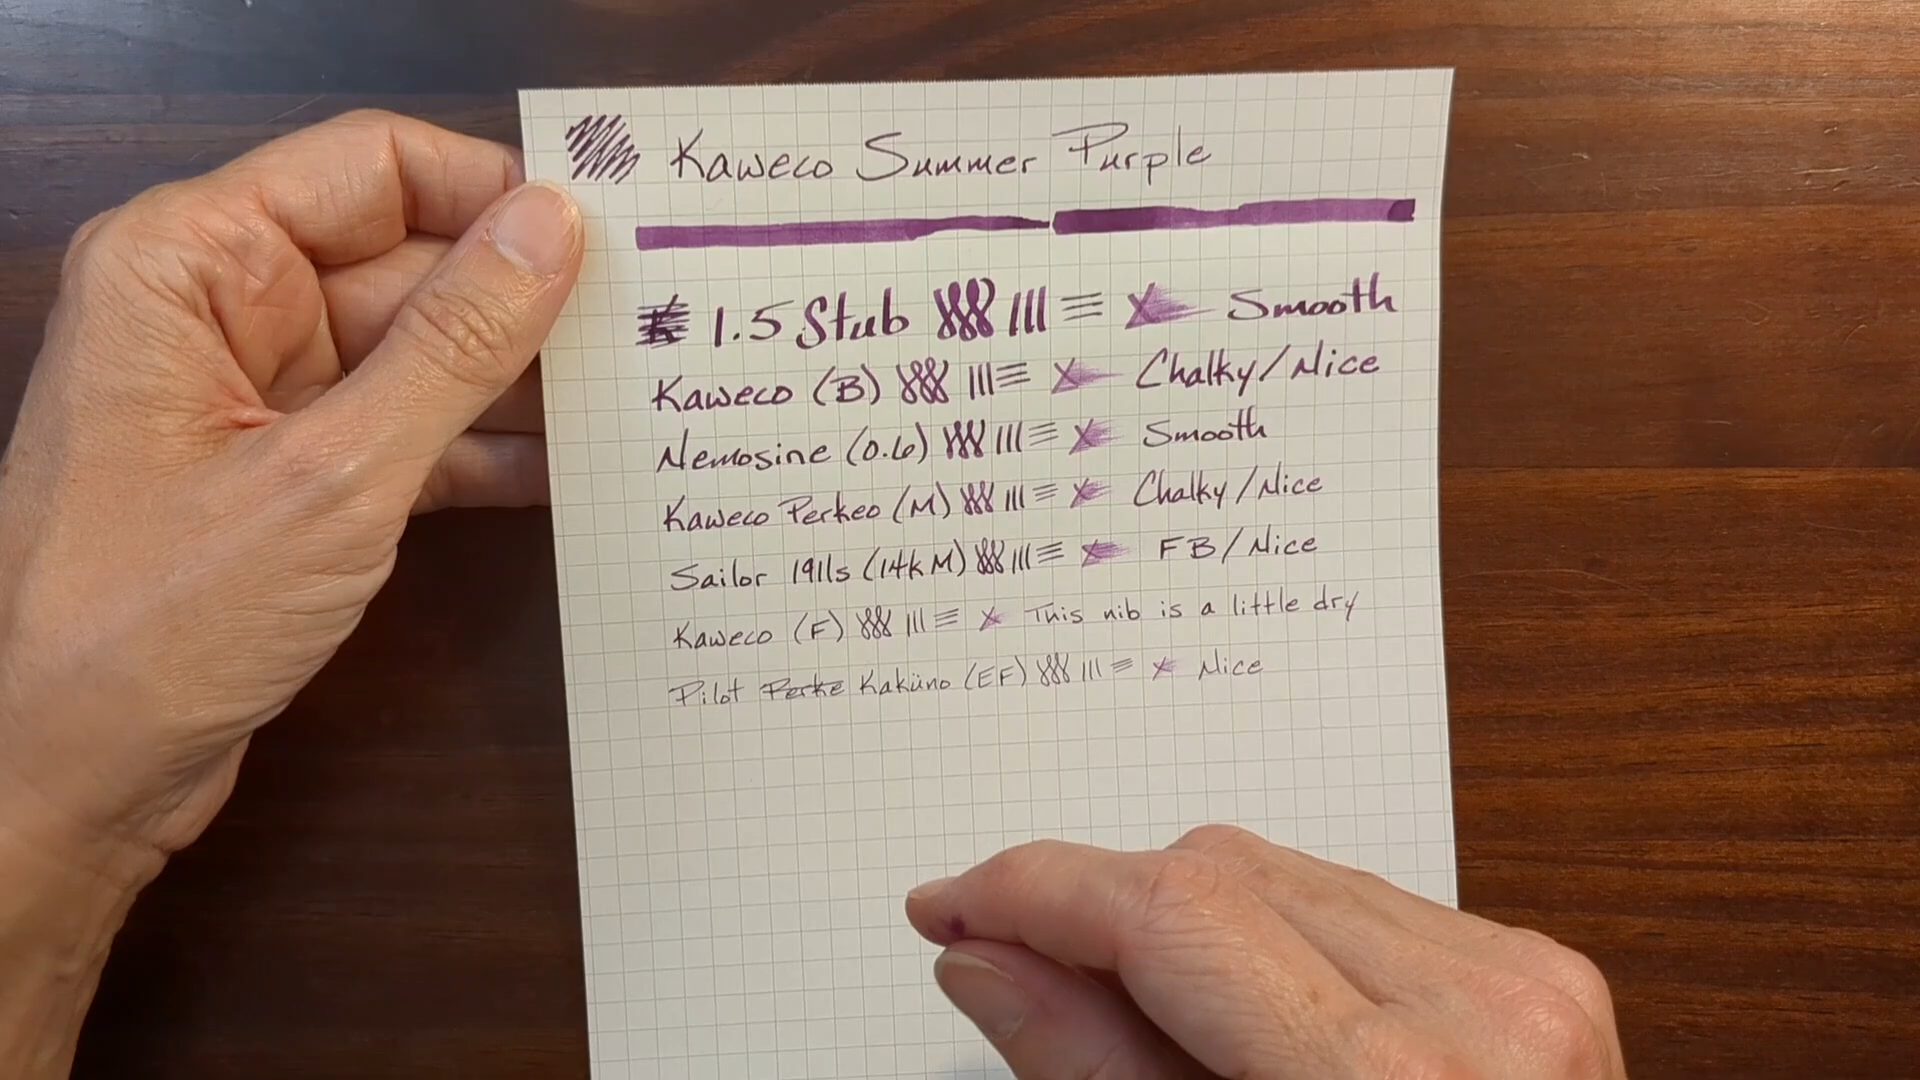 Kaweco Summer Purple
1.5 Stub Smooth
Kaweco (B) Chalky/Nice
Nemosine (0.6) Smooth
Kaweco Perkeo (M) Chalky/Nice
Sailor 1911s (14k M) FB/Nice
Kaweco (F) This nib is a little dry
Pilot Perke Kaküno (EF) Nice